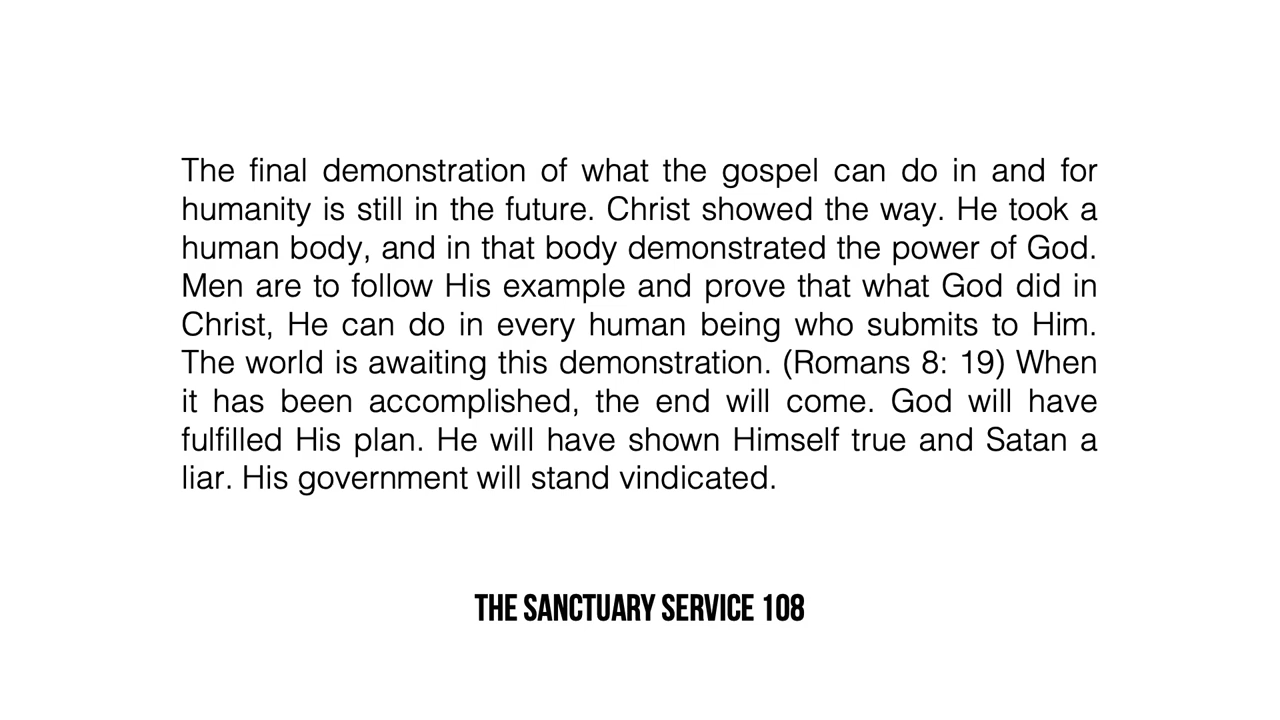 The final demonstration of what the gospel can do in and for
humanity is still in the future. Christ showed the way. He took a
human body, and in that body demonstrated the power of God.
Men are to follow His example and prove that what God did in
Christ, He can do in every human being who submits to Him.
The world is awaiting this demonstration. (Romans 8: 19) When
it has been accomplished, the end will come. God will have
fulfilled His plan. He will have shown Himself true and Satan a
liar. His government will stand vindicated.
THE SANCTUARY SERVICE 108